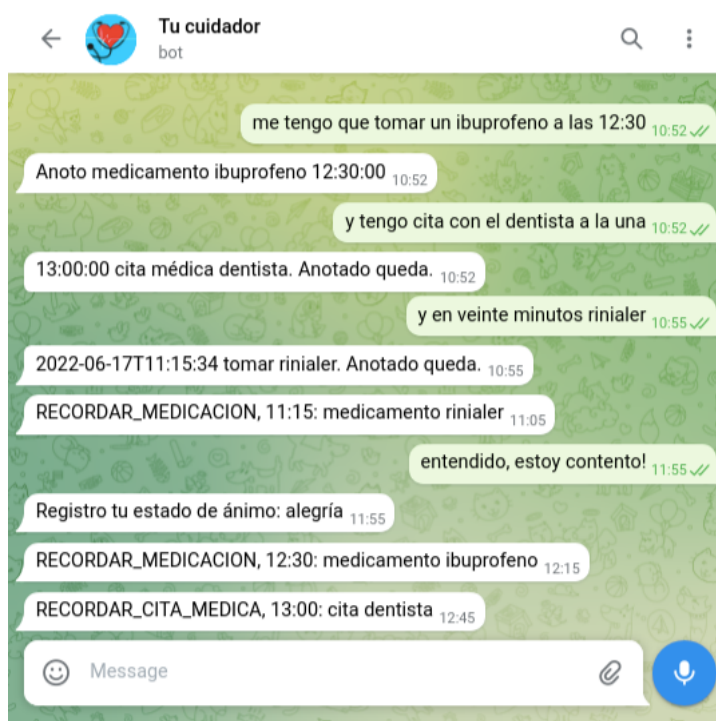 Tu cuidador
bot
me tengo que tomar un ibuprofeno a las 12:30 10:52
Anoto medicamento ibuprofeno 12:30:00 10:52
y tengo cita con el dentista a la una 10:52
13:00:00 cita médica dentista. Anotado queda. 10:52
y en veinte minutos rinialer 10:55
2022-06-17T11:15:34 tomar rinialer. Anotado queda. 10:55
RECORDAR_MEDICACION, 11:15: medicamento rinialer 11:05
entendido, estoy contento! 11:55
Registro tu estado de ánimo: alegría 11:55
RECORDAR_MEDICACION, 12:30: medicamento ibuprofeno 12:15
RECORDAR_CITA_MEDICA, 13:00: cita dentista 12:45
Message